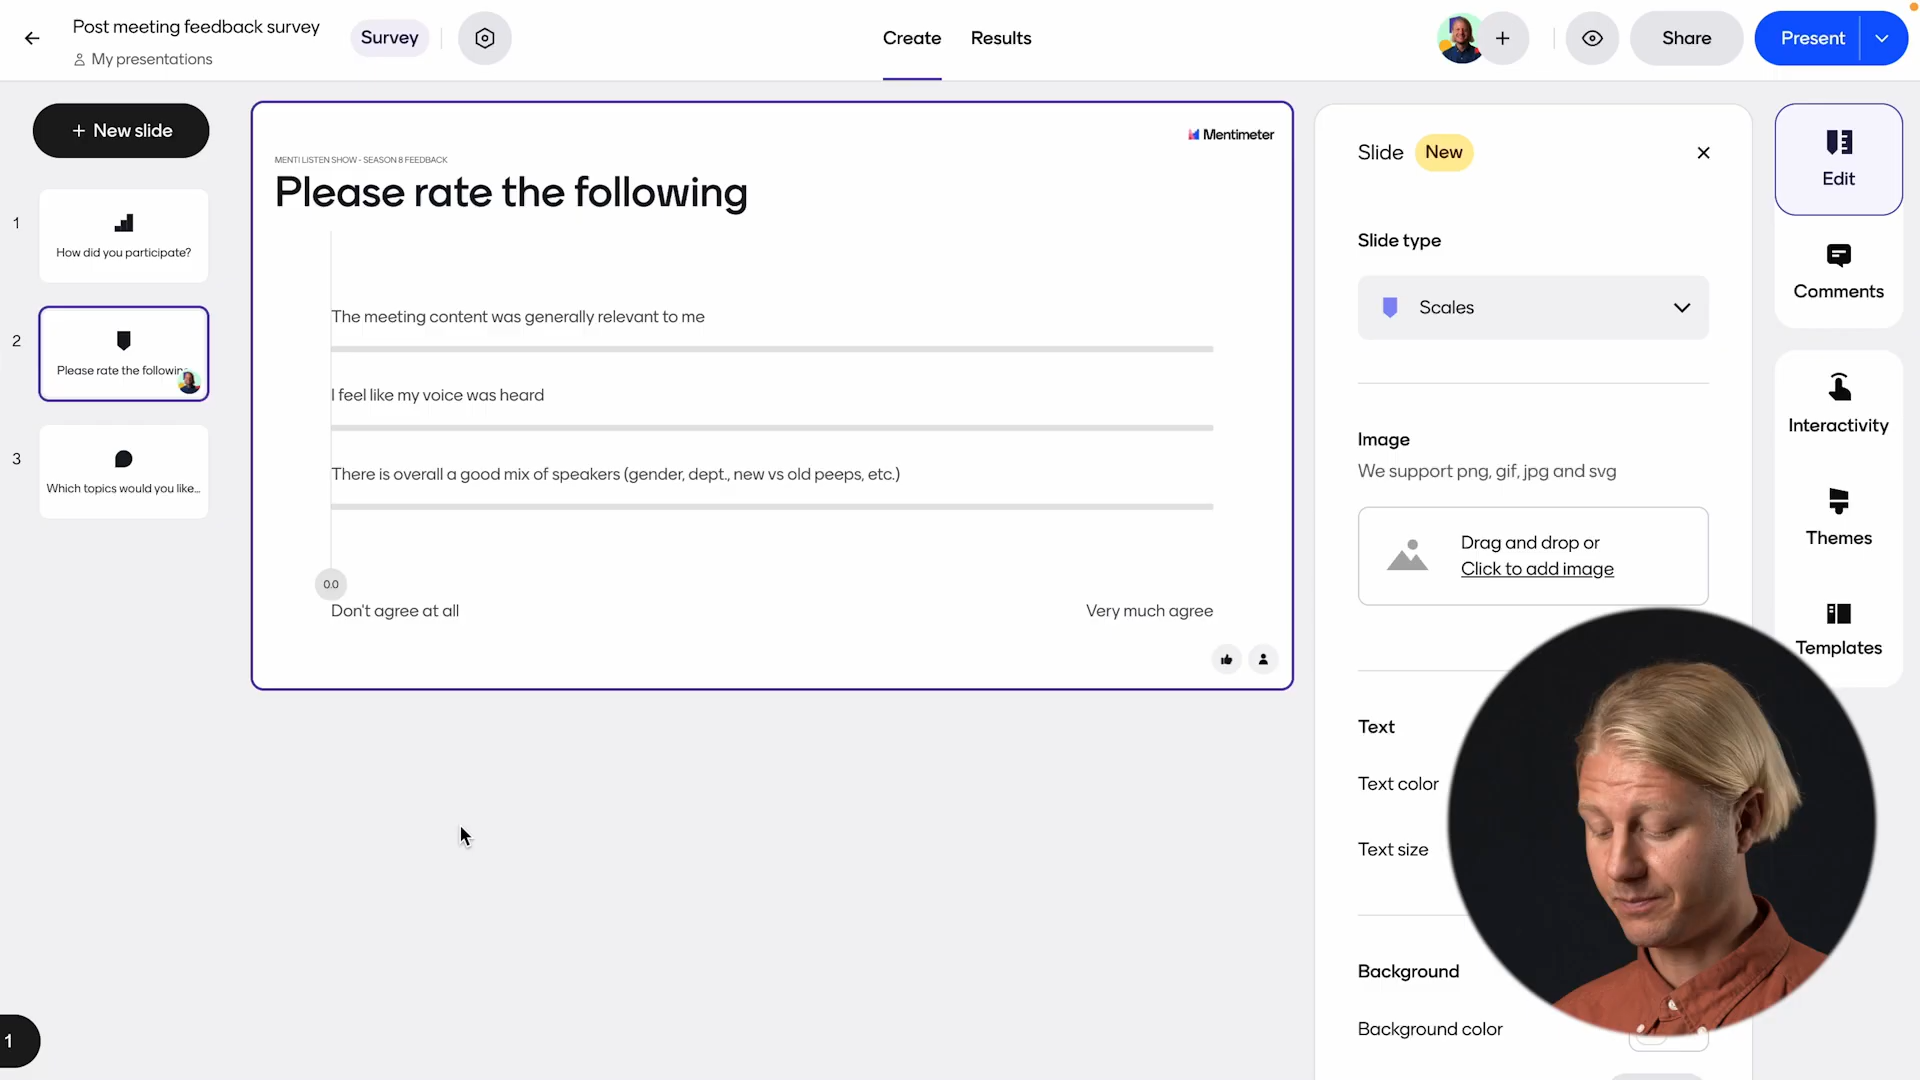 Post meeting feedback survey
My presentations
Survey
Create
Results
Share
Present
New slide
1
How did you participate?
2
Please rate the followin
3
Which topics would you like...
1
Mentimeter
MENTI LISTEN SHOW - SEASON 8 FEEDBACK
Please rate the following
The meeting content was generally relevant to me
I feel like my voice was heard
There is overall a good mix of speakers (gender, dept., new vs old peeps, etc.)
0.0
Don't agree at all
Very much agree
Slide New
Slide type
Scales
Image
We support png, gif, jpg and svg
Drag and drop or
Click to add image
Text
Text color
Text size
Background
Background color
Edit
Comments
Interactivity
Themes
Templates